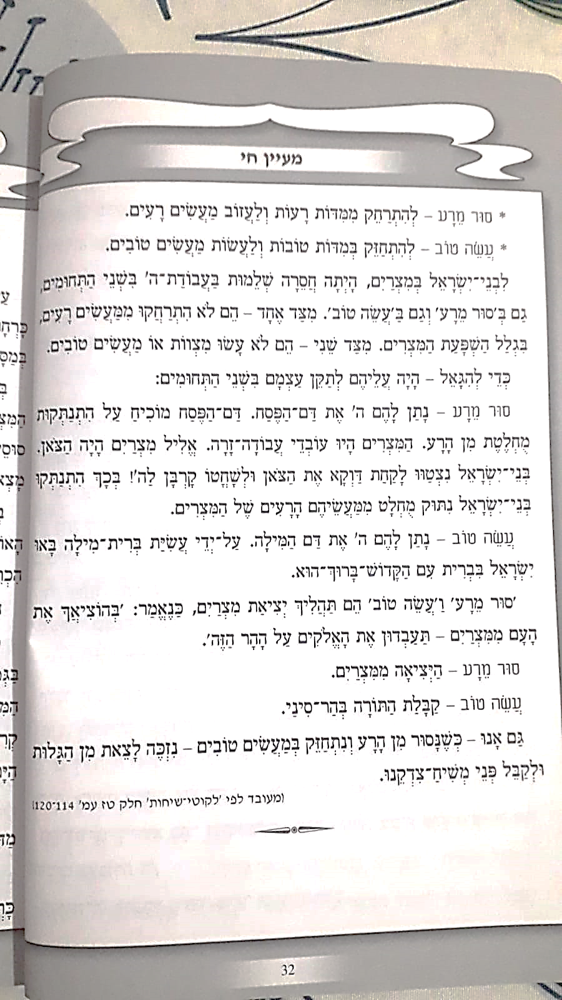 מעיין חי
* סוּר מֵרָע – לְהִתְרַחֵק מִמִּדּוֹת רָעוֹת וְלַעֲזוֹב מַעֲשִׂים רָעִים.
* עֲשֵׂה טוֹב – לְהִתְחַזֵּק בְּמִדּוֹת טוֹבוֹת וְלַעֲשׂוֹת מַעֲשִׂים טוֹבִים.
לִבְנֵי־יִשְׂרָאֵל בְּמִצְרַיִם, הָיְתָה חֲסֵרָה שְׁלֵמוּת בַּעֲבוֹדַת־ה' בִּשְׁנֵי הַתְּחוּמִים,
גַּם בְּ'סוּר מֵרָע' וְגַם בַּ'עֲשֵׂה טוֹב'. מִצַּד אֶחָד – הֵם לֹא הִתְרַחֲקוּ מִמַּעֲשִׂים רָעִים,
בִּגְלַל הַשְׁפָּעַת הַמִּצְרִים. מִצַּד שֵׁנִי – הֵם לֹא עָשׂוּ מִצְווֹת אוֹ מַעֲשִׂים טוֹבִים.
כְּדֵי לְהִגָּאֵל – הָיָה עֲלֵיהֶם לְתַקֵּן עַצְמָם בִּשְׁנֵי הַתְּחוּמִים:
סוּר מֵרָע – נָתַן לָהֶם ה' אֶת דַּם־הַפֶּסַח. דַּם־הַפֶּסַח מוֹכִיחַ עַל הִתְנַתְּקוּת
מֻחְלֶטֶת מִן הָרַע. הַמִּצְרִים הָיוּ עוֹבְדֵי עֲבוֹדָה־זָרָה. אֱלִיל מִצְרַיִם הָיָה הַצֹּאן.
בְּנֵי־יִשְׂרָאֵל נִצְטַוּוּ לָקַחַת דַּוְקָא אֶת הַצֹּאן וּלְשָׁחֳטוֹ קָרְבָּן לַה'! בְּכָךְ הִתְנַתְּקוּ
בְּנֵי־יִשְׂרָאֵל נִתּוּק מֻחְלָט מִמַּעֲשֵׂיהֶם הָרָעִים שֶׁל הַמִּצְרִים.
עֲשֵׂה טוֹב – נָתַן לָהֶם ה' אֶת דַּם הַמִּילָה. עַל־יְדֵי עֲשִׂיַּת בְּרִית־מִילָה בָּאוּ
יִשְׂרָאֵל בִּבְרִית עִם הַקָּדוֹשׁ־בָּרוּךְ־הוּא.
'סוּר מֵרָע' וַ'עֲשֵׂה טוֹב' הֵם תַּהֲלִיךְ יְצִיאַת מִצְרַיִם, כַּנֶּאֱמַר: 'בְּהוֹצִיאֲךָ אֶת
הָעָם מִמִּצְרַיִם – תַּעַבְדוּן אֶת הָאֱלֹקִים עַל הָהָר הַזֶּה'.
סוּר מֵרָע – הַיְצִיאָה מִמִּצְרַיִם.
עֲשֵׂה טוֹב – קַבָּלַת הַתּוֹרָה בְּהַר־סִינַי.
גַּם אָנוּ – כְּשֶׁנָּסוּר מִן הָרָע וְנִתְחַזֵּק בְּמַעֲשִׂים טוֹבִים – נִזְכֶּה לָצֵאת מִן הַגָּלוּת
וּלְקַבֵּל פְּנֵי מְשִׁיחַ־צִדְקֵנוּ.
(מעובד לפי 'לקוטי־שיחות' חלק טז עמ' 114־120)
32